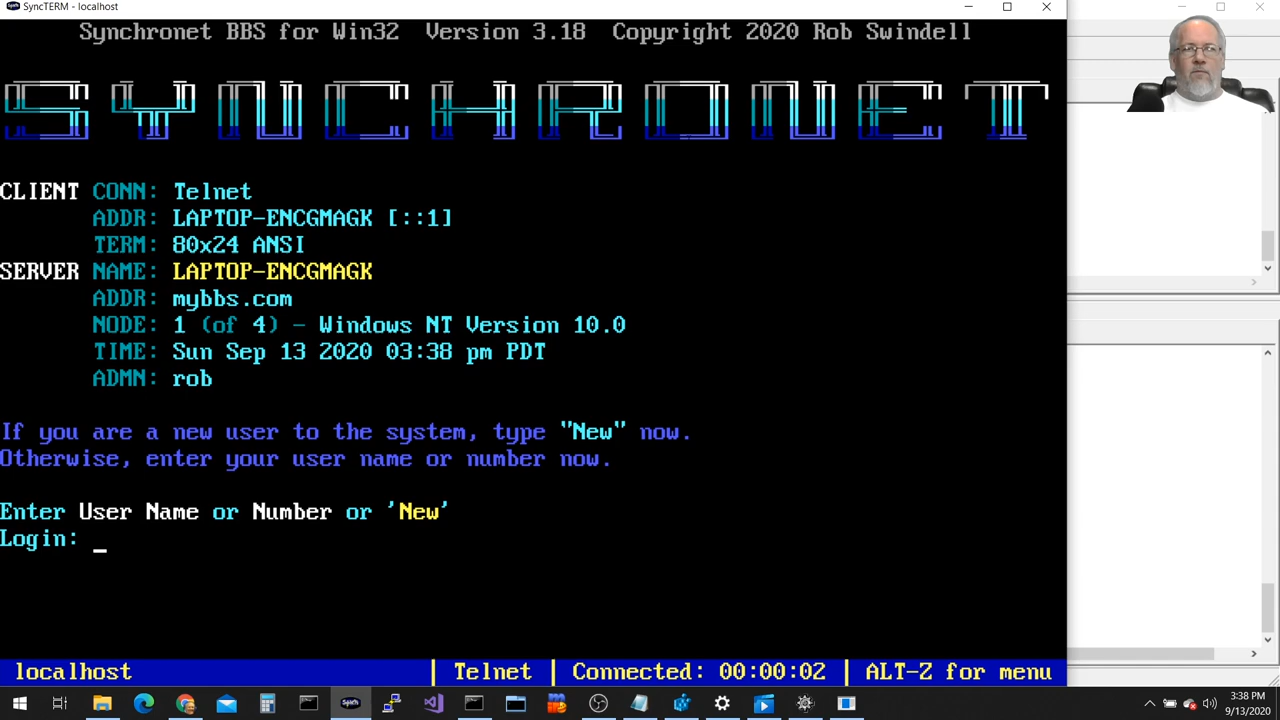 SyncTERM - localhost
Synchronet BBS for Win32  Version 3.18  Copyright 2020 Rob Swindell
SYNCHRONET
CLIENT CONN: Telnet
ADDR: LAPTOP-ENCGMAGK [::1]
TERM: 80x24 ANSI
SERVER NAME: LAPTOP-ENCGMAGK
ADDR: mybbs.com
NODE: 1 (of 4) - Windows NT Version 10.0
TIME: Sun Sep 13 2020 03:38 pm PDT
ADMN: rob
If you are a new user to the system, type "New" now.
Otherwise, enter your user name or number now.
Enter User Name or Number or 'New'
Login: _
localhost | Telnet | Connected: 00:00:02 | ALT-Z for menu
3:38 PM
9/13/2020